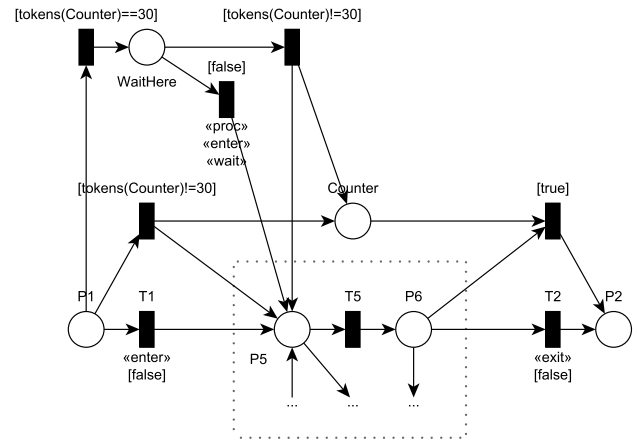 [tokens(Counter)==30]
[tokens(Counter)!=30]
WaitHere
[false]
«proc»
«enter»
«wait»
[tokens(Counter)!=30]
Counter
[true]
P1
T1
T5
P6
T2
P2
P5
«enter»
[false]
«exit»
[false]
...
...
...